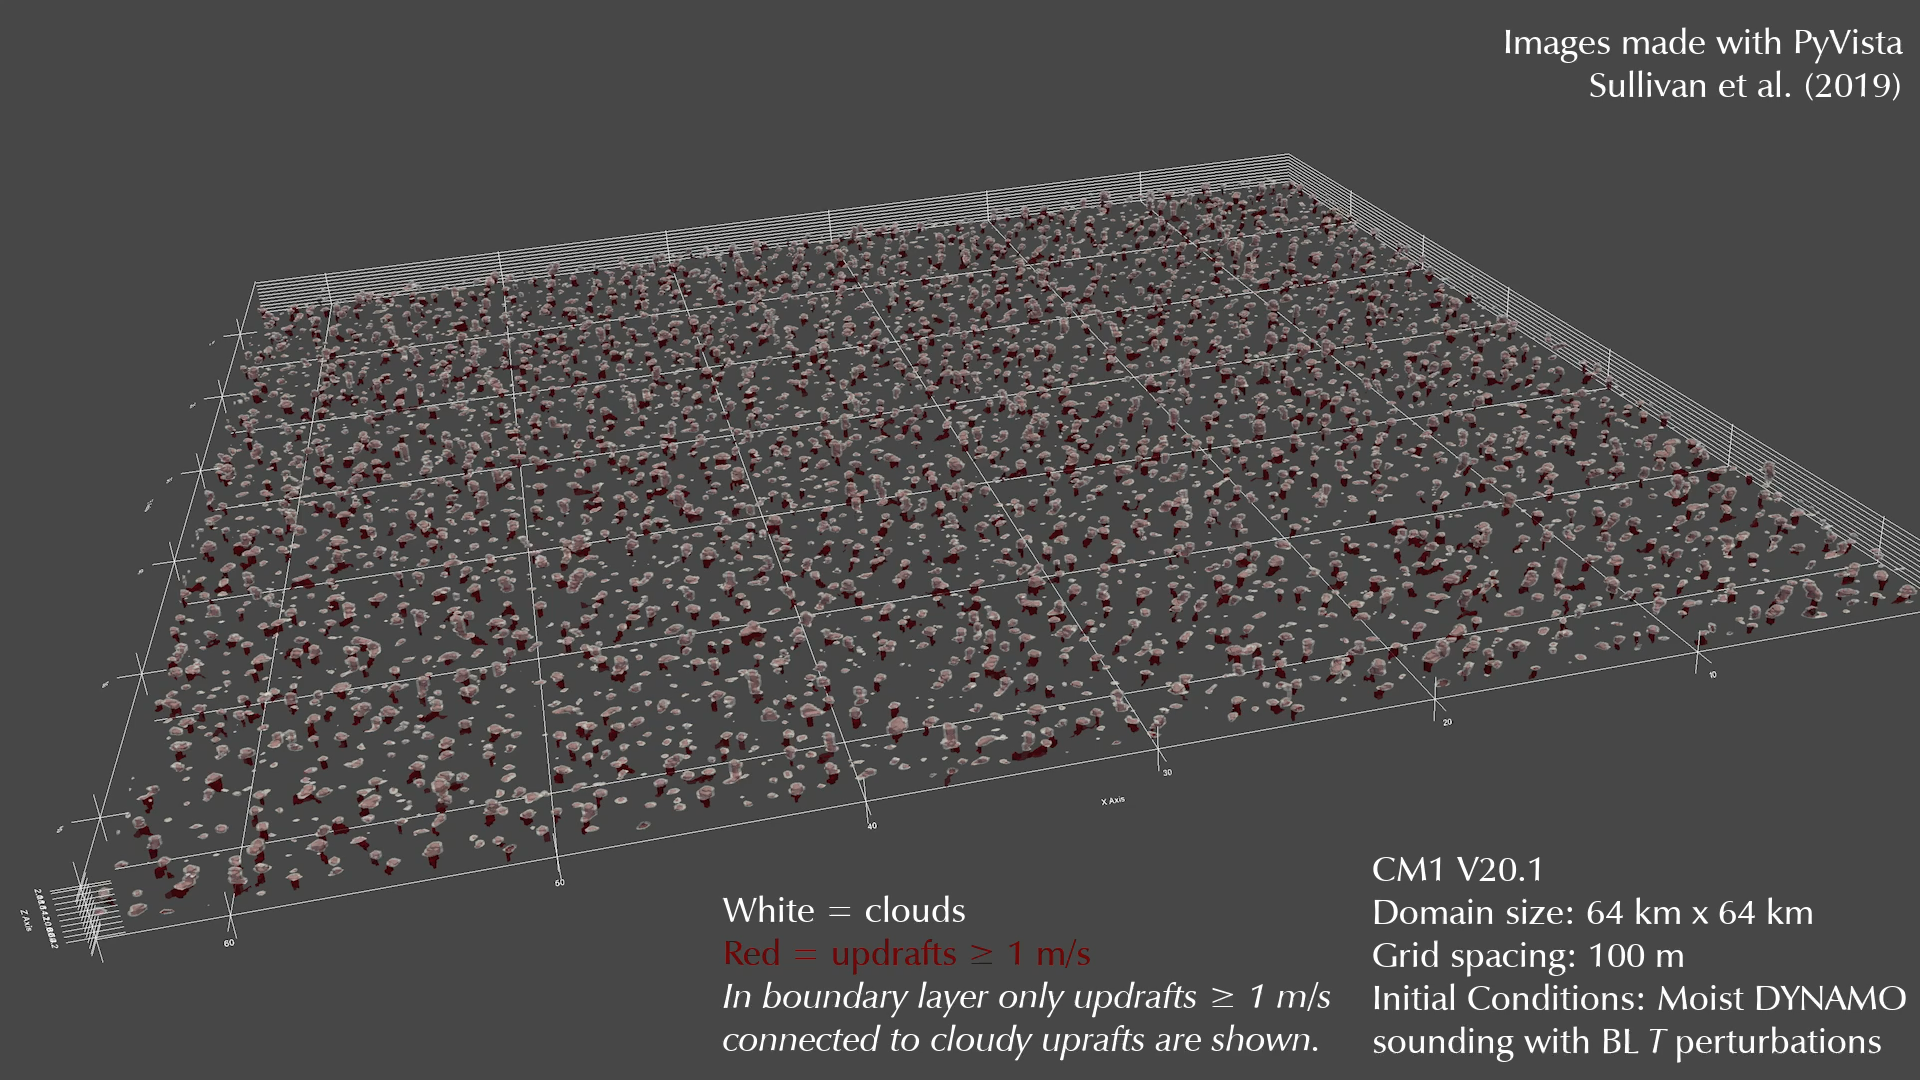 Images made with PyVista
Sullivan et al. (2019)
10
20
30
X Axis
40
50
60
Z Axis
White = clouds
Red = updrafts ≥ 1 m/s
In boundary layer only updrafts ≥ 1 m/s
connected to cloudy uprafts are shown.
CM1 V20.1
Domain size: 64 km x 64 km
Grid spacing: 100 m
Initial Conditions: Moist DYNAMO
sounding with BL T perturbations